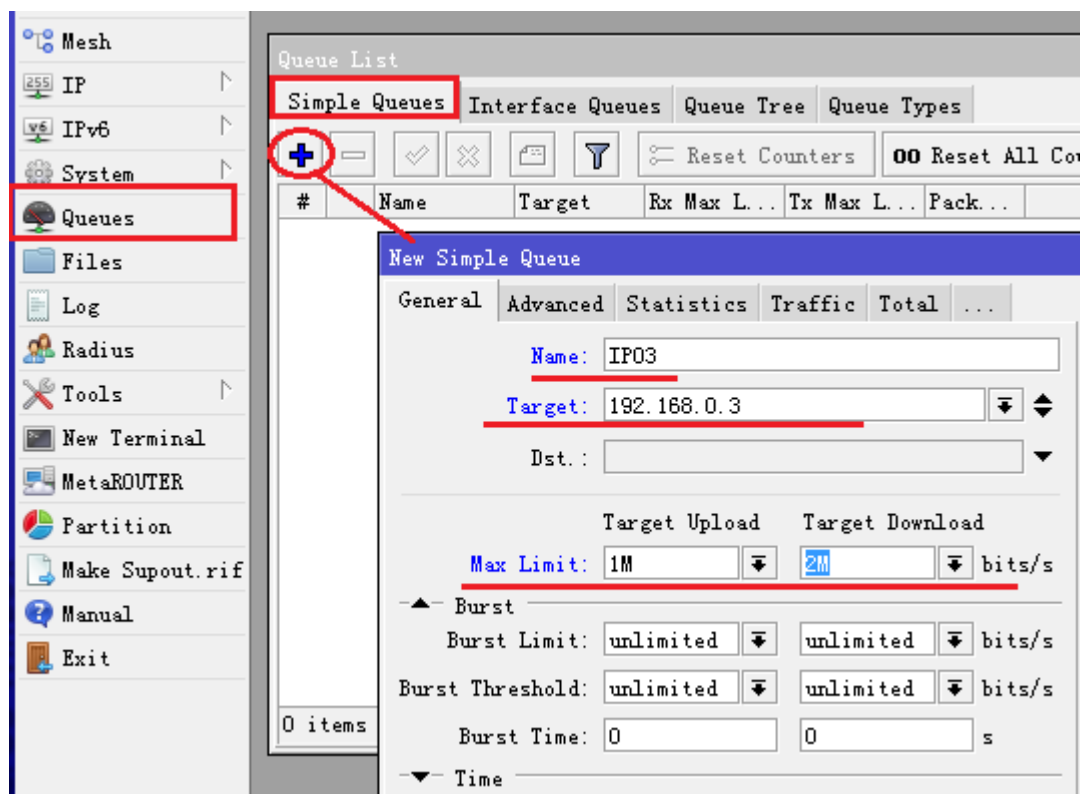 Mesh
255 IP
v6 IPv6
System
Queues
Files
Log
Radius
Tools
New Terminal
MetaROUTER
Partition
Make Supout.rif
Manual
Exit
Queue List
Simple Queues Interface Queues Queue Tree Queue Types
Reset Counters 00 Reset All Cou
# Name Target Rx Max L... Tx Max L... Pack...
New Simple Queue
General Advanced Statistics Traffic Total ...
Name: IP03
Target: 192.168.0.3
Dst.:
Target Upload Target Download
Max Limit: 1M 2M bits/s
Burst
Burst Limit: unlimited unlimited bits/s
Burst Threshold: unlimited unlimited bits/s
Burst Time: 0 0 s
Time
0 items